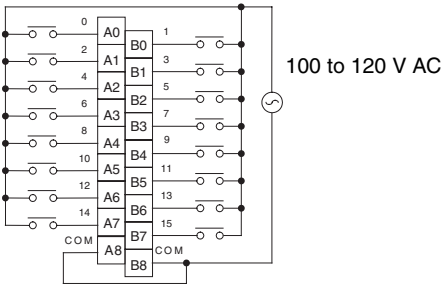 0 A0 1
B0
2 A1 3
B1
4 A2 5
B2
6 A3 7
B3
8 A4 9
B4
10 A5 11
B5
12 A6 13
B6
14 A7 15
B7
COM A8 COM
B8
100 to 120 V AC